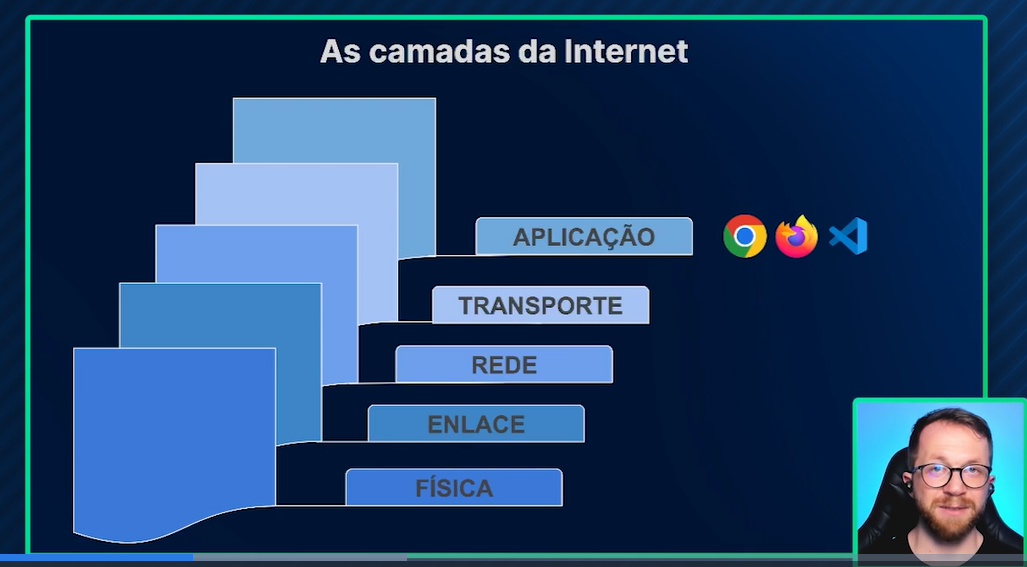 As camadas da Internet
APLICAÇÃO
TRANSPORTE
REDE
ENLACE
FÍSICA